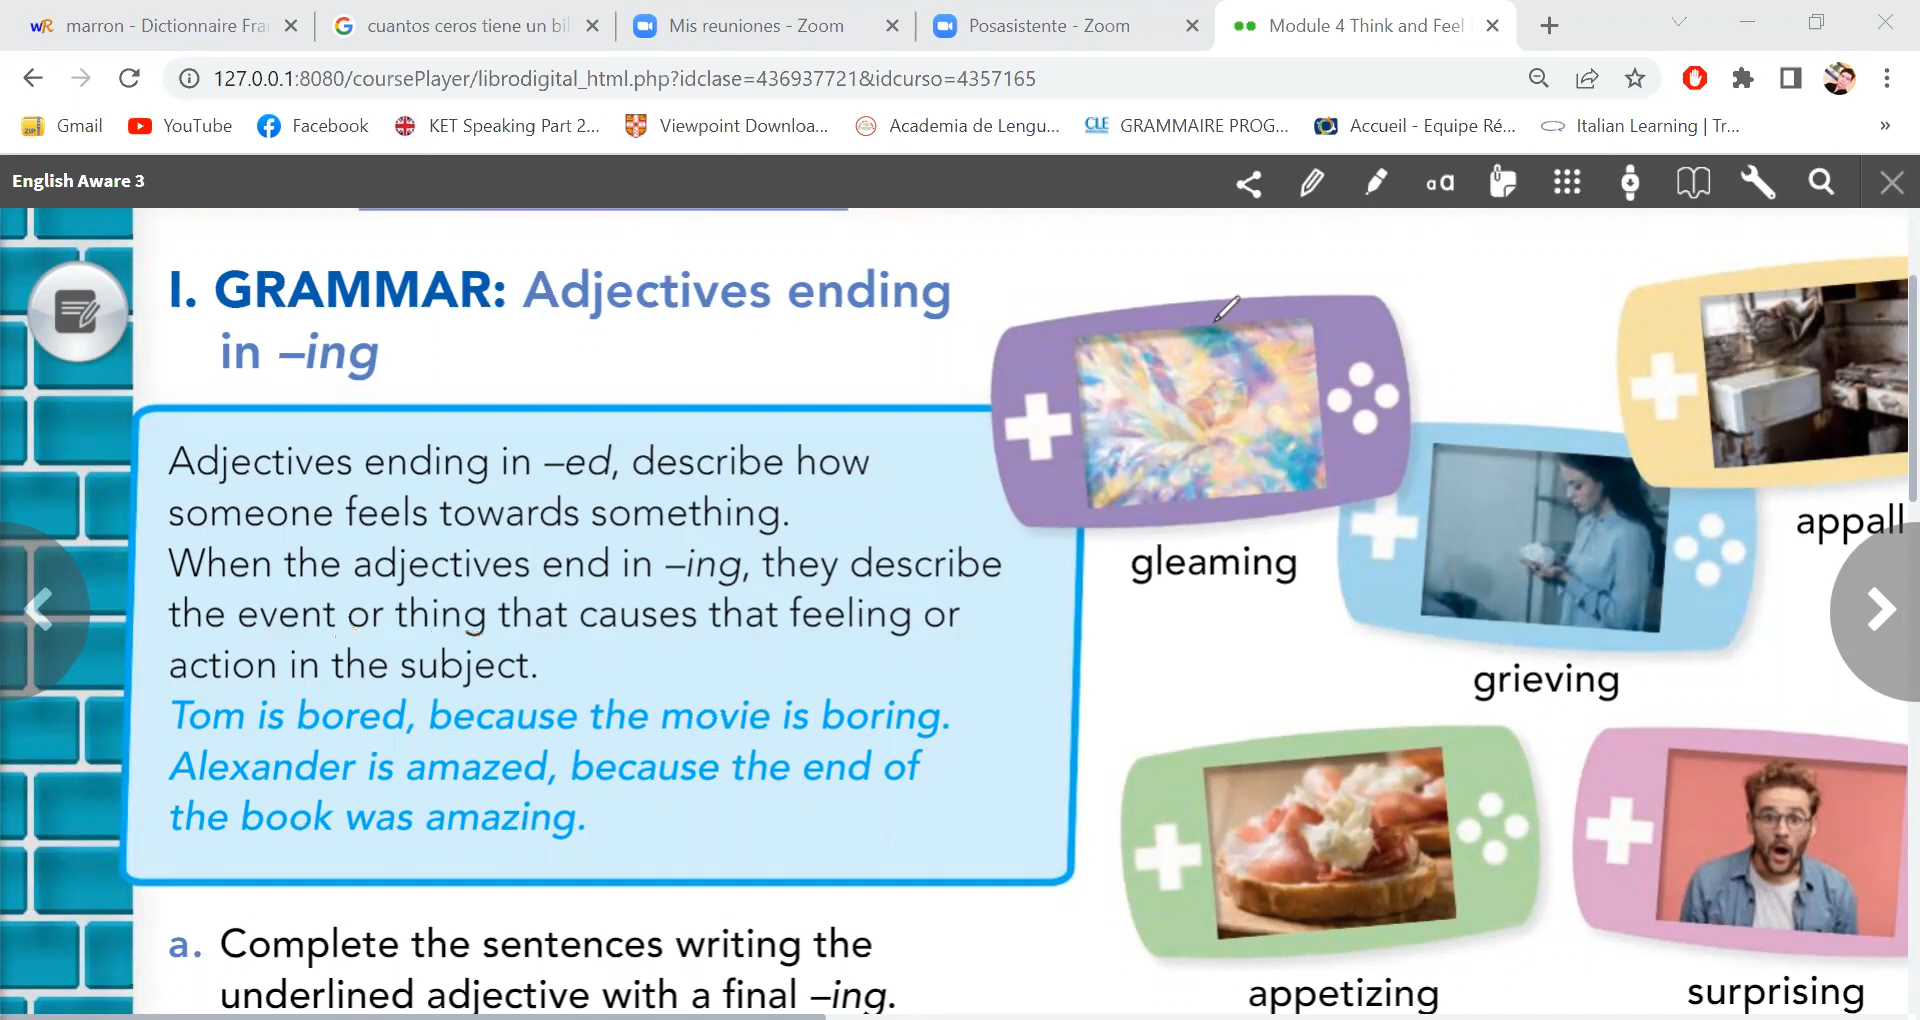 marron - Dictionnaire Fra
cuantos ceros tiene un bil
Mis reuniones - Zoom
Posasistente - Zoom
Module 4 Think and Feel
127.0.0.1:8080/coursePlayer/librodigital_html.php?idclase=436937721&idcurso=4357165
Gmail
YouTube
Facebook
KET Speaking Part 2...
Viewpoint Downloa...
Academia de Lengu...
CLE
GRAMMAIRE PROG...
Accueil - Equipe Ré...
Italian Learning | Tr...
»
English Aware 3
I. GRAMMAR: Adjectives ending
in –ing
Adjectives ending in –ed, describe how
someone feels towards something.
When the adjectives end in –ing, they describe
the event or thing that causes that feeling or
action in the subject.
Tom is bored, because the movie is boring.
Alexander is amazed, because the end of
the book was amazing.
a. Complete the sentences writing the
underlined adjective with a final –ing.
gleaming
appall
grieving
appetizing
surprising